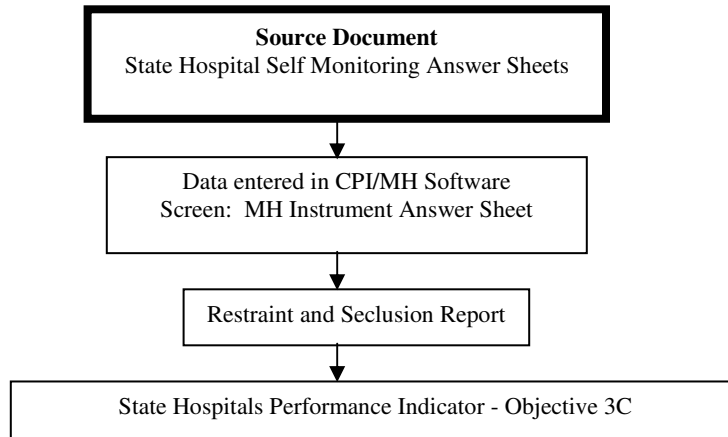 Source Document
State Hospital Self Monitoring Answer Sheets
Data entered in CPI/MH Software
Screen:  MH Instrument Answer Sheet
Restraint and Seclusion Report
State Hospitals Performance Indicator - Objective 3C